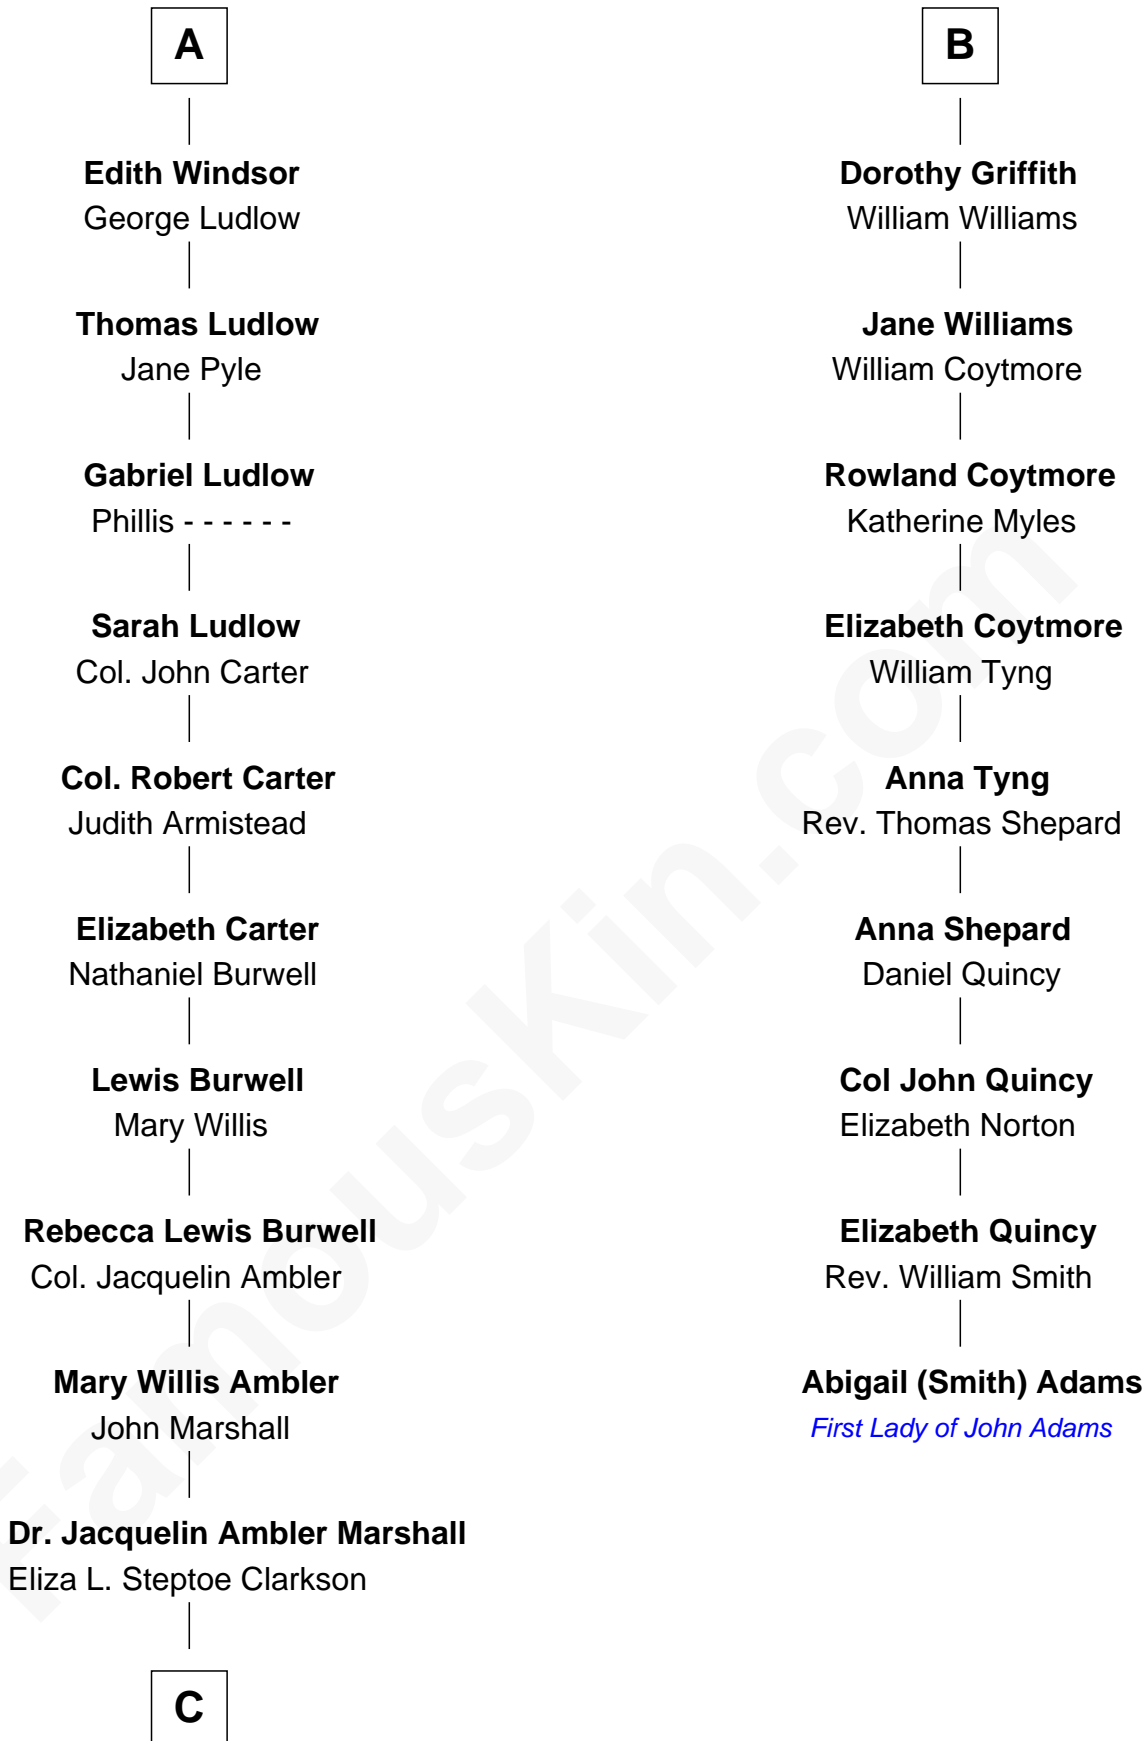 A
Edith Windsor
George Ludlow
Thomas Ludlow
Jane Pyle
Gabriel Ludlow
Phillis - - - - - -
Sarah Ludlow
Col. John Carter
Col. Robert Carter
Judith Armistead
Elizabeth Carter
Nathaniel Burwell
Lewis Burwell
Mary Willis
Rebecca Lewis Burwell
Col. Jacquelin Ambler
Mary Willis Ambler
John Marshall
Dr. Jacquelin Ambler Marshall
Eliza L. Steptoe Clarkson
C
B
Dorothy Griffith
William Williams
Jane Williams
William Coytmore
Rowland Coytmore
Katherine Myles
Elizabeth Coytmore
William Tyng
Anna Tyng
Rev. Thomas Shepard
Anna Shepard
Daniel Quincy
Col John Quincy
Elizabeth Norton
Elizabeth Quincy
Rev. William Smith
Abigail (Smith) Adams
First Lady of John Adams
FamousKin.com